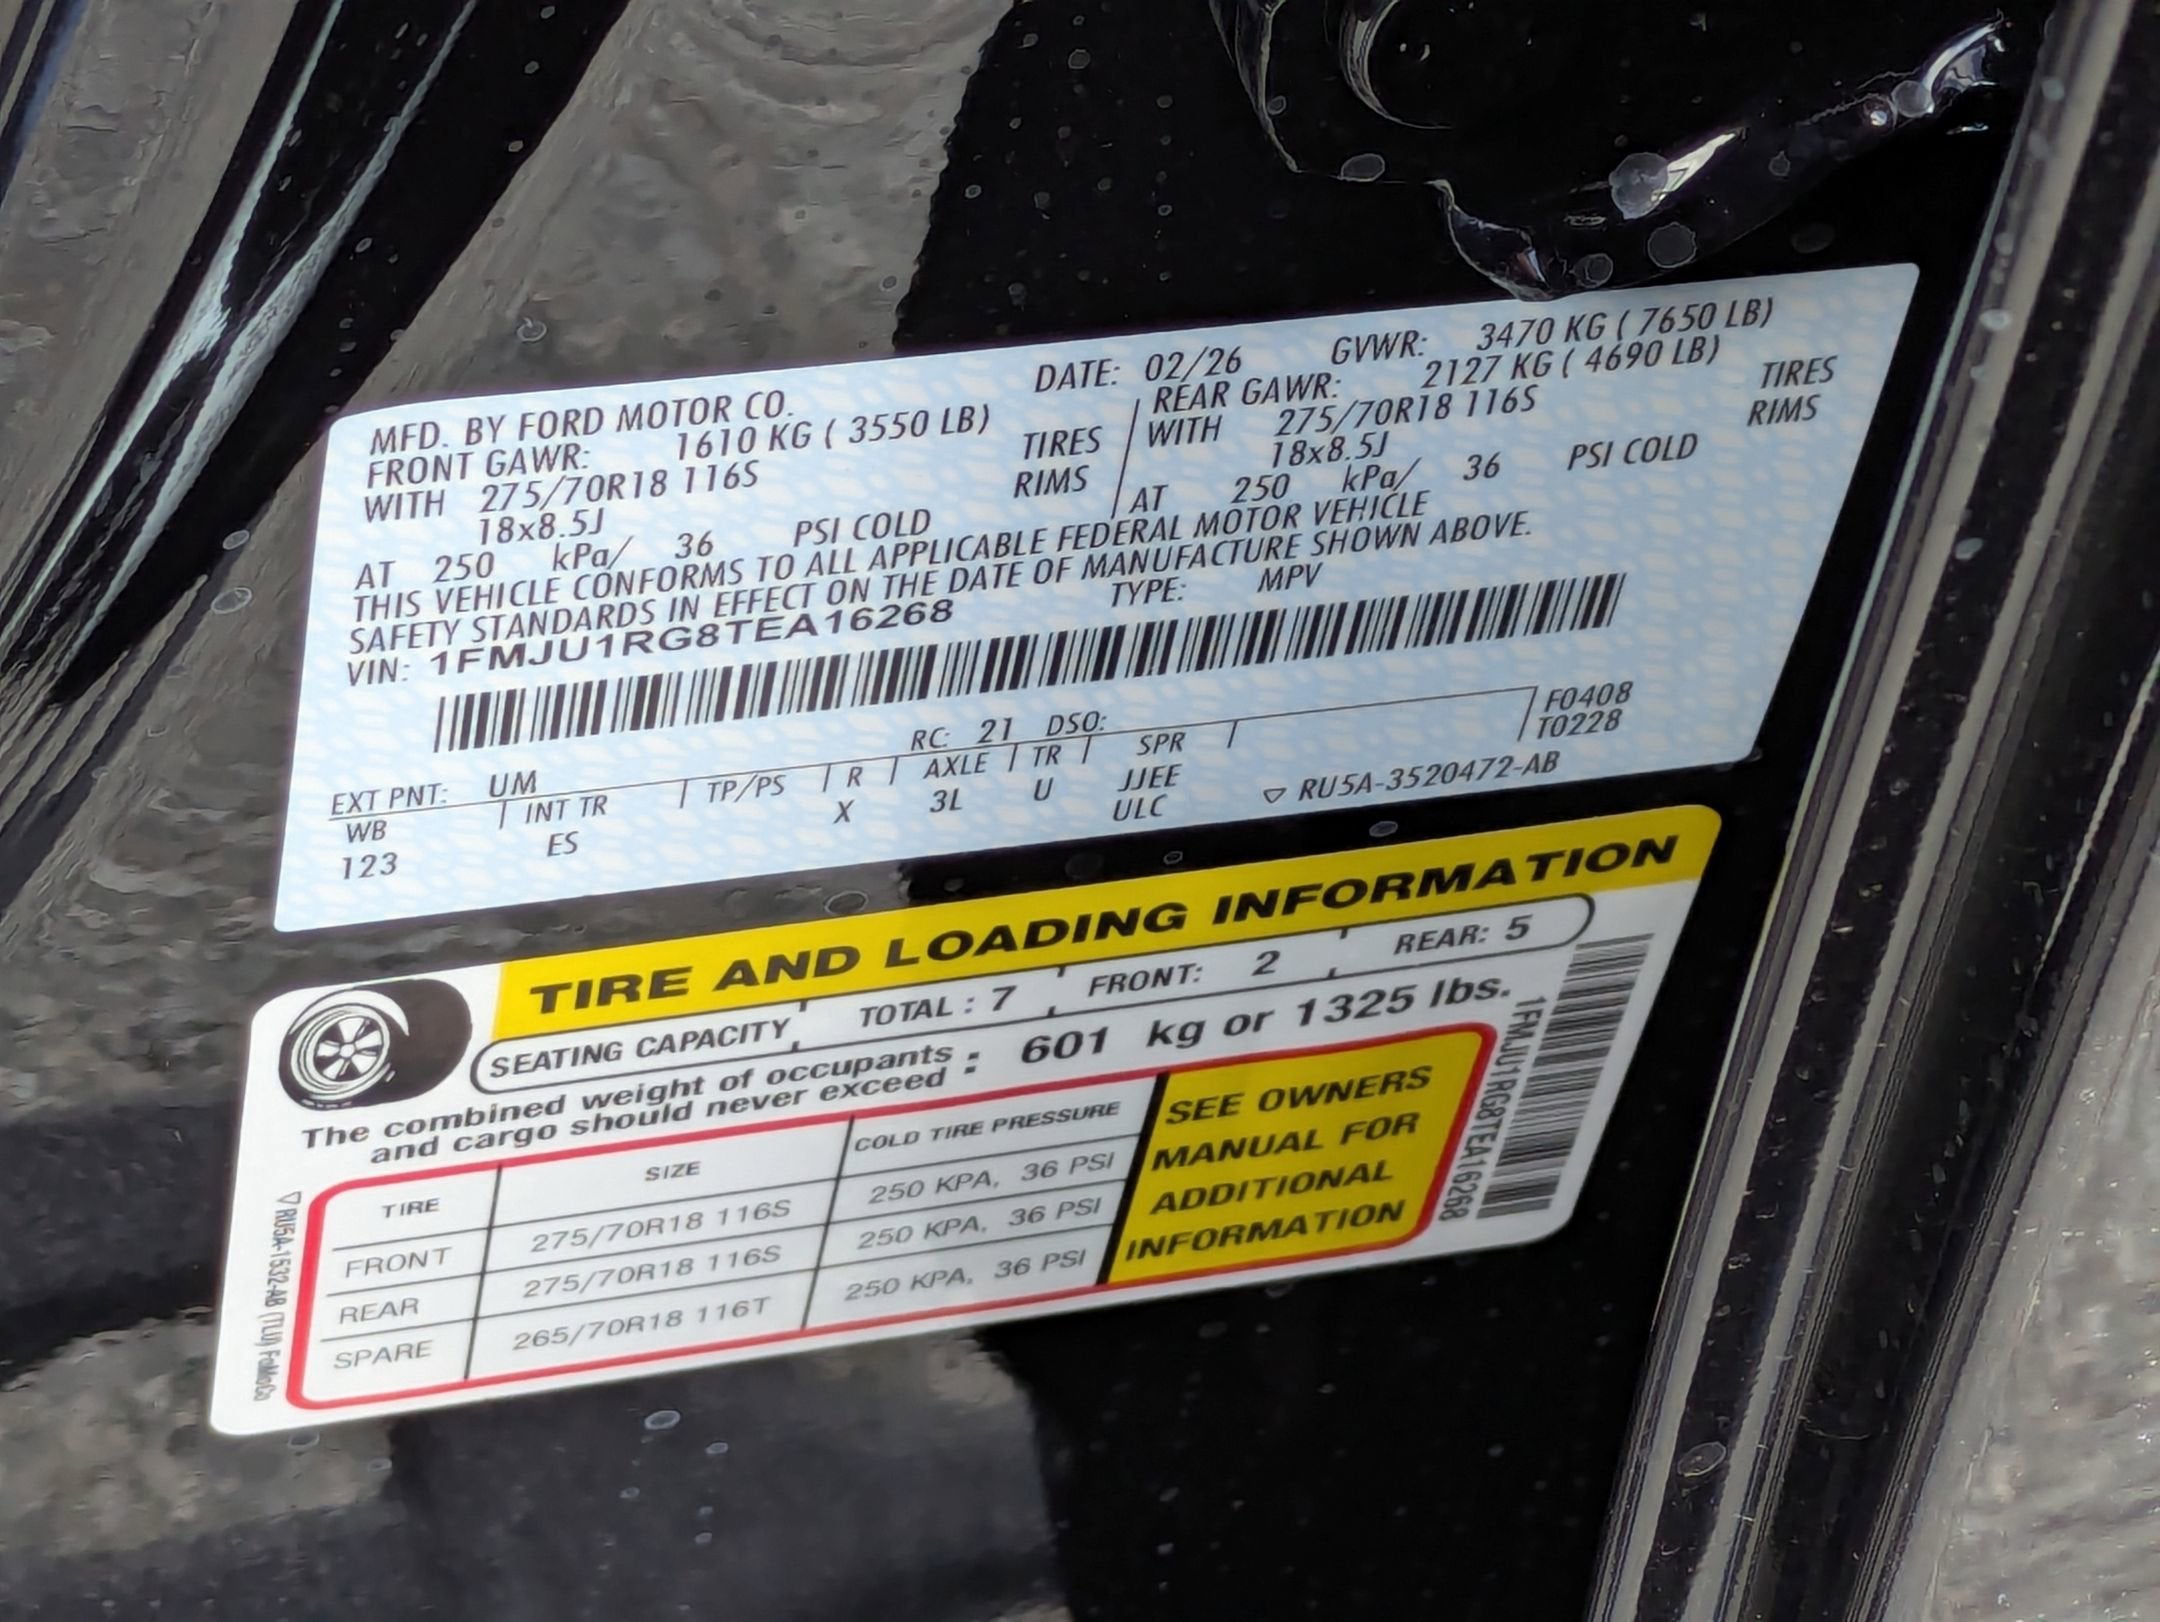 MFD. BY FORD MOTOR CO. DATE: 02/26 GVWR: 3470 KG ( 7650 LB)
FRONT GAWR: 1610 KG ( 3550 LB) REAR GAWR: 2127 KG ( 4690 LB)
WITH 275/70R18 116S TIRES WITH 275/70R18 116S TIRES
18x8.5J RIMS 18x8.5J RIMS
AT 250 kPa/ 36 PSI COLD AT 250 kPa/ 36 PSI COLD
THIS VEHICLE CONFORMS TO ALL APPLICABLE FEDERAL MOTOR VEHICLE
SAFETY STANDARDS IN EFFECT ON THE DATE OF MANUFACTURE SHOWN ABOVE.
VIN: 1FMJU1RG8TEA16268 TYPE: MPV
F0408
T0228
EXT PNT: UM RC: 21 DSO:
WB INT TR TP/PS R AXLE TR SPR
123 ES X 3L U JJEE
ULC
▽ RU5A-3520472-AB
TIRE AND LOADING INFORMATION
SEATING CAPACITY TOTAL : 7 FRONT: 2 REAR: 5
The combined weight of occupants
and cargo should never exceed : 601 kg or 1325 lbs.
TIRE SIZE COLD TIRE PRESSURE
FRONT 275/70R18 116S 250 KPA, 36 PSI
REAR 275/70R18 116S 250 KPA, 36 PSI
SPARE 265/70R18 116T 250 KPA, 36 PSI
SEE OWNERS
MANUAL FOR
ADDITIONAL
INFORMATION
1FMJU1RG8TEA16268
▽ RU5A-1532-AB (TLU) FoMoCo